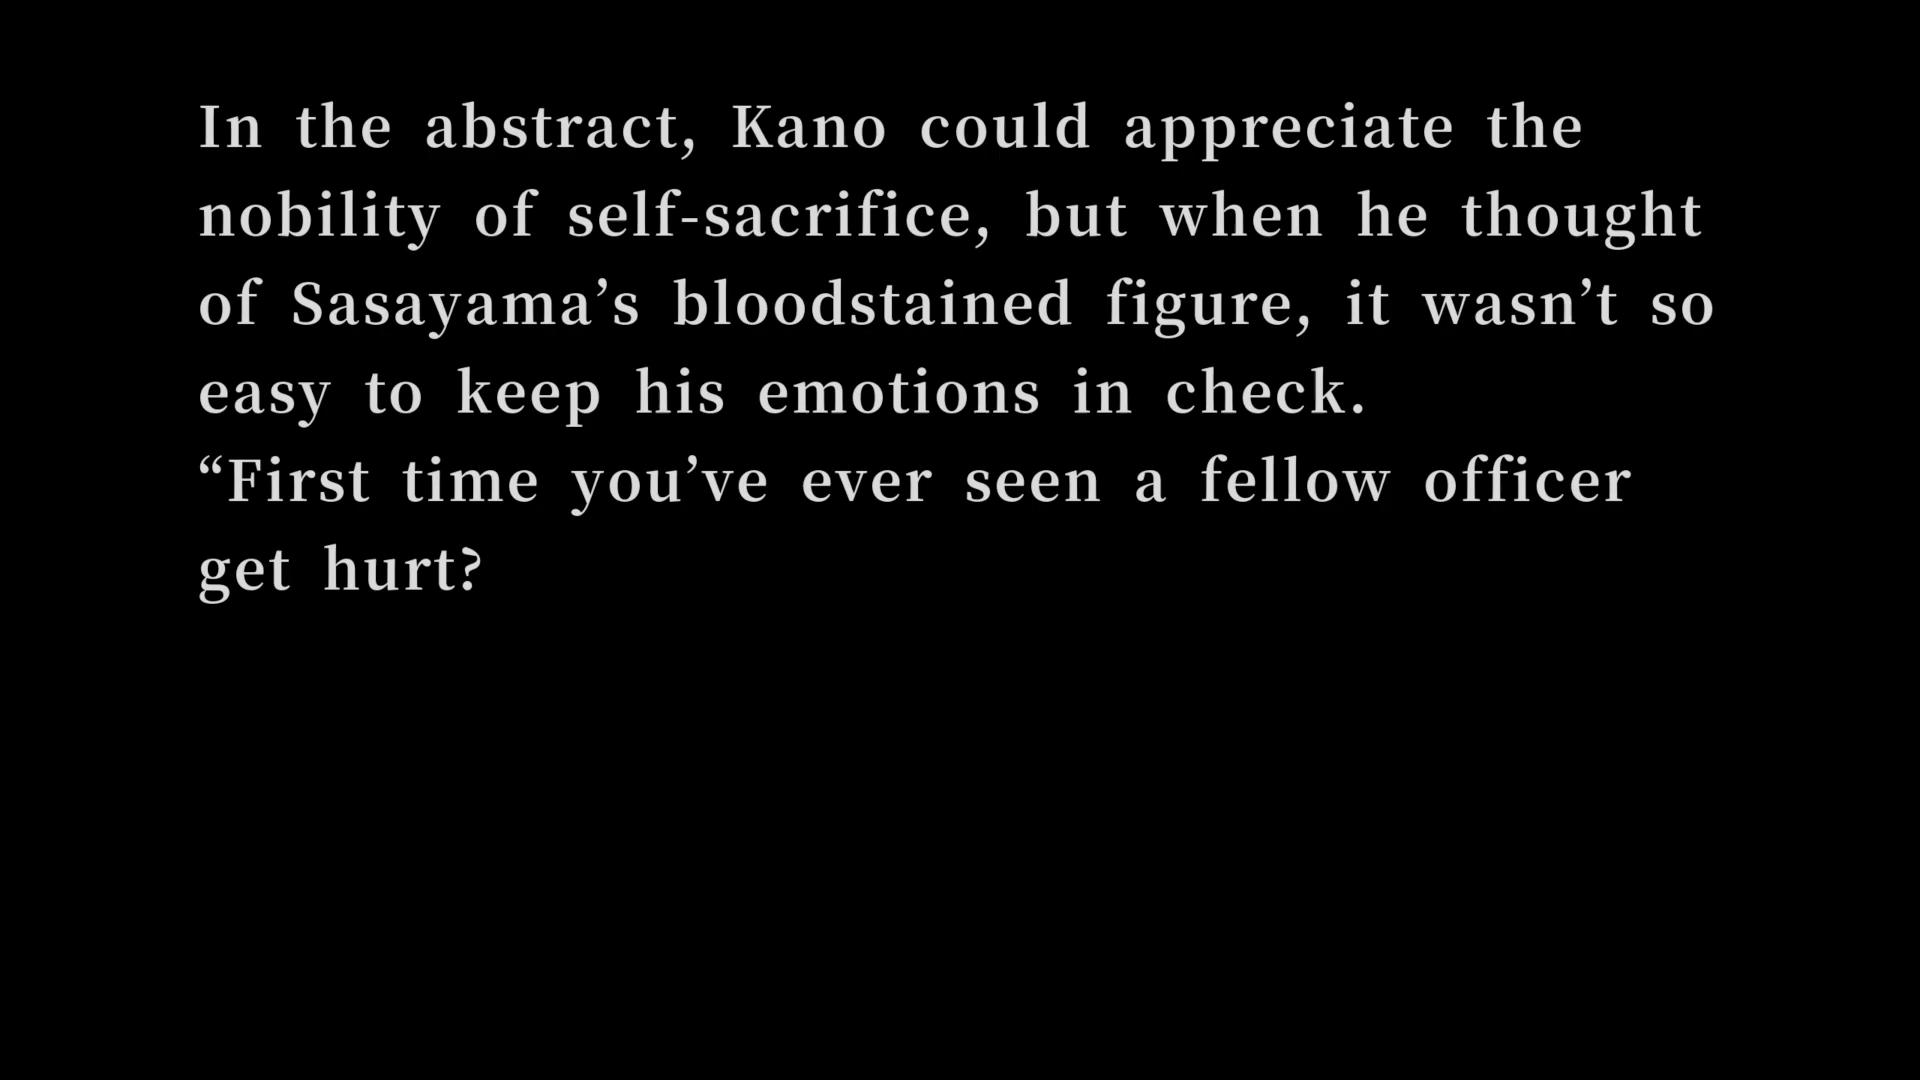 In the abstract, Kano could appreciate the
nobility of self-sacrifice, but when he thought
of Sasayama’s bloodstained figure, it wasn’t so
easy to keep his emotions in check.
“First time you’ve ever seen a fellow officer
get hurt?